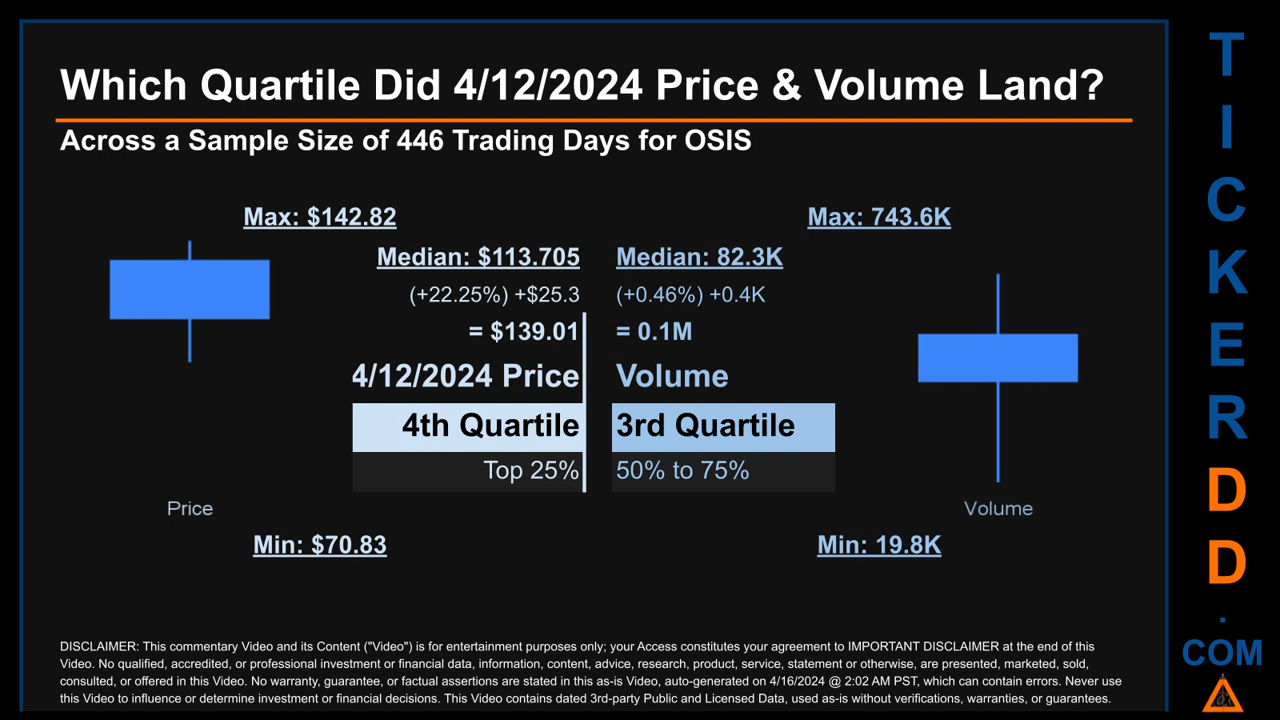 Which Quartile Did 4/12/2024 Price & Volume Land?
Across a Sample Size of 446 Trading Days for OSIS
Max: $142.82
Max: 743.6K
Median: $113.705
Median: 82.3K
(+22.25%) +$25.3
(+0.46%) +0.4K
= $139.01
= 0.1M
4/12/2024 Price
Volume
4th Quartile
3rd Quartile
Top 25%
50% to 75%
Price
Volume
Min: $70.83
Min: 19.8K
DISCLAIMER: This commentary Video and its Content ("Video") is for entertainment purposes only; your Access constitutes your agreement to IMPORTANT DISCLAIMER at the end of this
Video. No qualified, accredited, or professional investment or financial data, information, content, advice, research, product, service, statement or otherwise, are presented, marketed, sold,
consulted, or offered in this Video. No warranty, guarantee, or factual assertions are stated in this as-is Video, auto-generated on 4/16/2024 @ 2:02 AM PST, which can contain errors. Never use
this Video to influence or determine investment or financial decisions. This Video contains dated 3rd-party Public and Licensed Data, used as-is without verifications, warranties, or guarantees.
T
I
C
K
E
R
D
D
.
COM